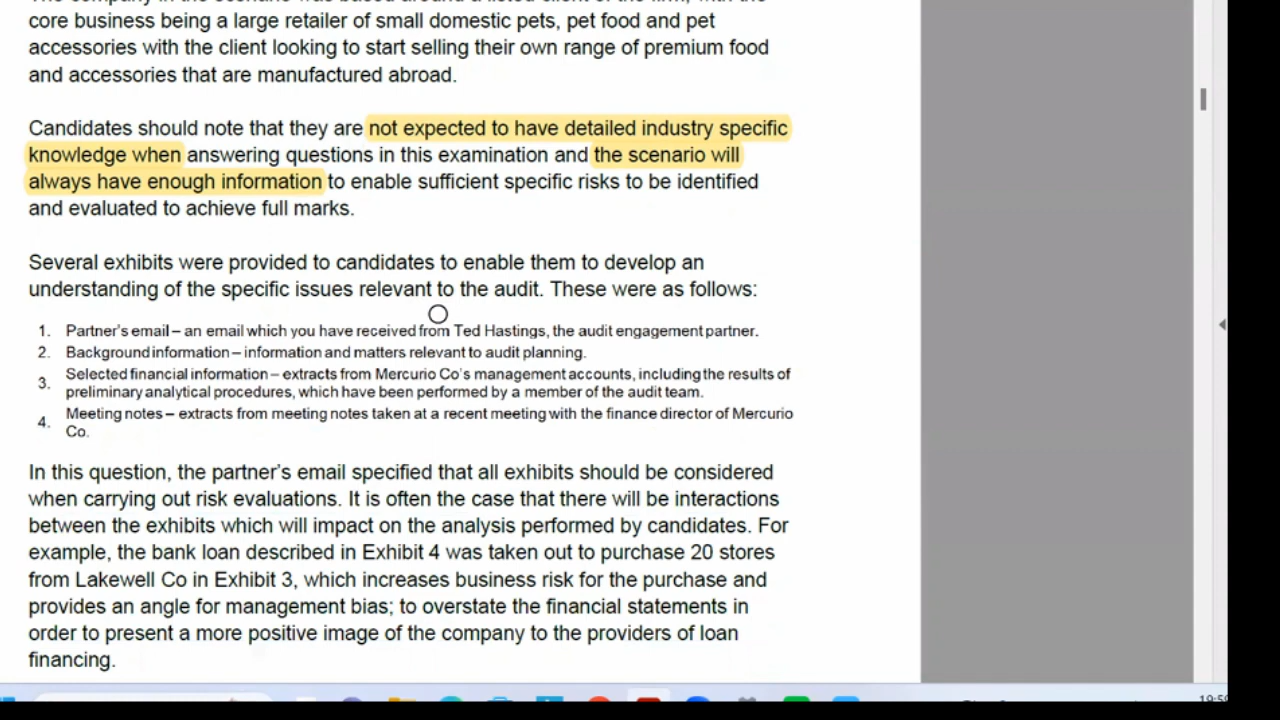 core business being a large retailer of small domestic pets, pet food and pet
accessories with the client looking to start selling their own range of premium food
and accessories that are manufactured abroad.
Candidates should note that they are not expected to have detailed industry specific
knowledge when answering questions in this examination and the scenario will
always have enough information to enable sufficient specific risks to be identified
and evaluated to achieve full marks.
Several exhibits were provided to candidates to enable them to develop an
understanding of the specific issues relevant to the audit. These were as follows:
1. Partner's email – an email which you have received from Ted Hastings, the audit engagement partner.
2. Background information – information and matters relevant to audit planning.
3. Selected financial information – extracts from Mercurio Co's management accounts, including the results of
preliminary analytical procedures, which have been performed by a member of the audit team.
4. Meeting notes – extracts from meeting notes taken at a recent meeting with the finance director of Mercurio
Co.
In this question, the partner's email specified that all exhibits should be considered
when carrying out risk evaluations. It is often the case that there will be interactions
between the exhibits which will impact on the analysis performed by candidates. For
example, the bank loan described in Exhibit 4 was taken out to purchase 20 stores
from Lakewell Co in Exhibit 3, which increases business risk for the purchase and
provides an angle for management bias; to overstate the financial statements in
order to present a more positive image of the company to the providers of loan
financing.